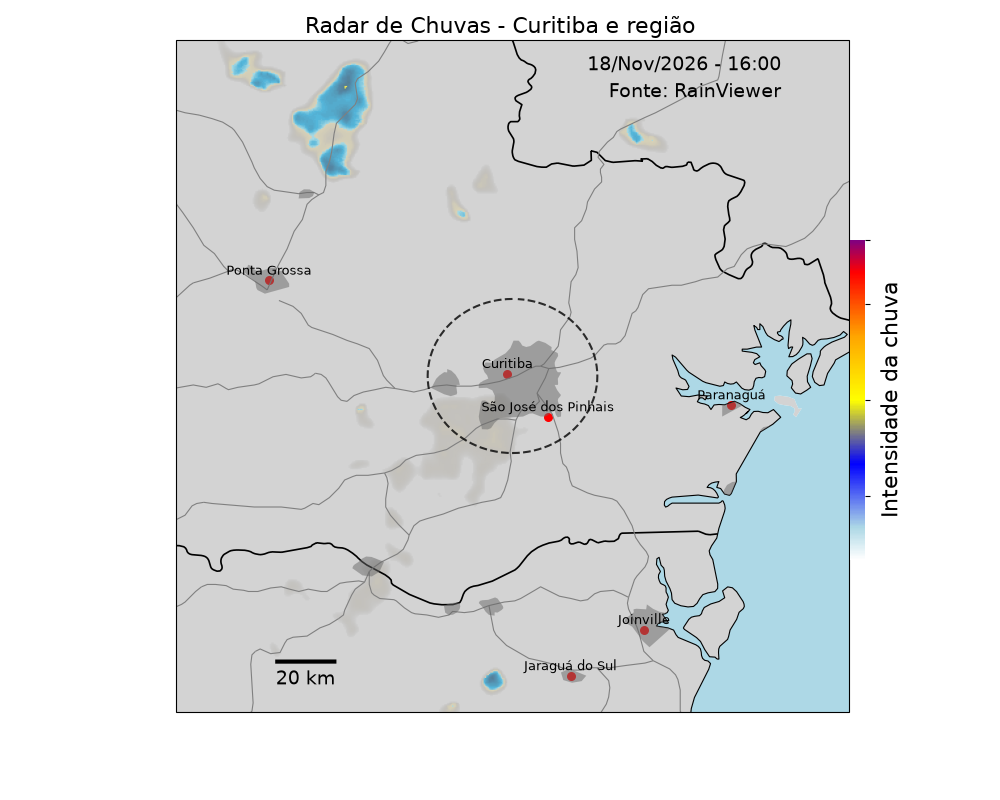 Radar de Chuvas - Curitiba e região
18/Nov/2026 - 16:00
Fonte: RainViewer
Ponta Grossa
Curitiba
São José dos Pinhais
Paranaguá
Intensidade da chuva
Joinville
Jaraguá do Sul
20 km